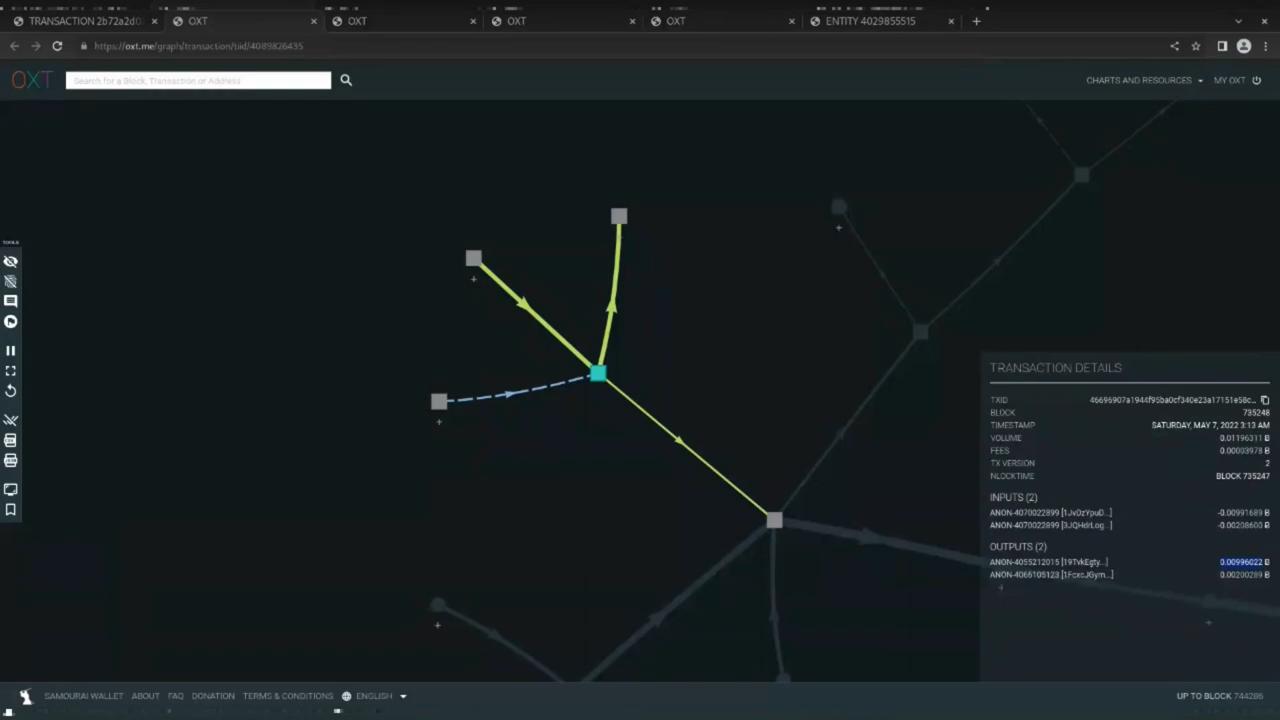 TRANSACTION 2b72a2d0
OXT
OXT
OXT
OXT
ENTITY 4029855515
https://oxt.me/graph/transaction/tiid/4089826435
OXT
Search for a Block, Transaction or Address
CHARTS AND RESOURCES
MY OXT
TOOLS
TRANSACTION DETAILS
TXID 46696907a1944f95ba0cf340e23a17151e58c...
BLOCK 735248
TIMESTAMP SATURDAY, MAY 7, 2022 3:13 AM
VOLUME 0.01196311 B
FEES 0.00003978 B
TX VERSION 2
NLOCKTIME BLOCK 735247
INPUTS (2)
ANON-4070022899 [1JvDzYpuD...] -0.00991689 B
ANON-4070022899 [3JQHdrLog...] -0.00208600 B
OUTPUTS (2)
ANON-4055212015 [19TvkEgty...] 0.00996022 B
ANON-4066105123 [1FcxcJGym...] 0.00200289 B
SAMOURAI WALLET ABOUT FAQ DONATION TERMS & CONDITIONS ENGLISH
UP TO BLOCK 744286